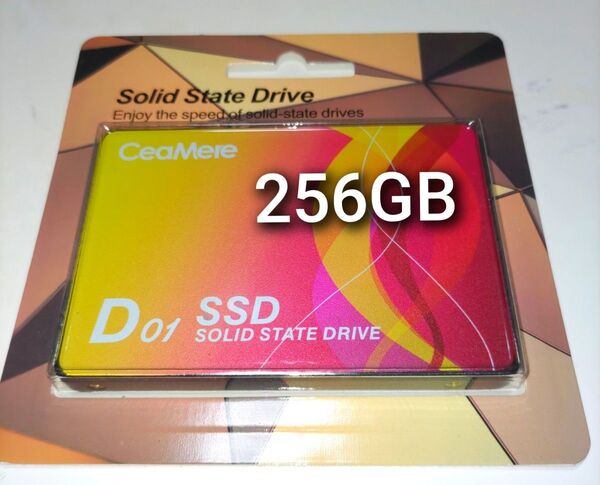 Solid State Drive
Enjoy the speed of solid-state drives
CeaMere
256GB
D01 SSD
SOLID STATE DRIVE